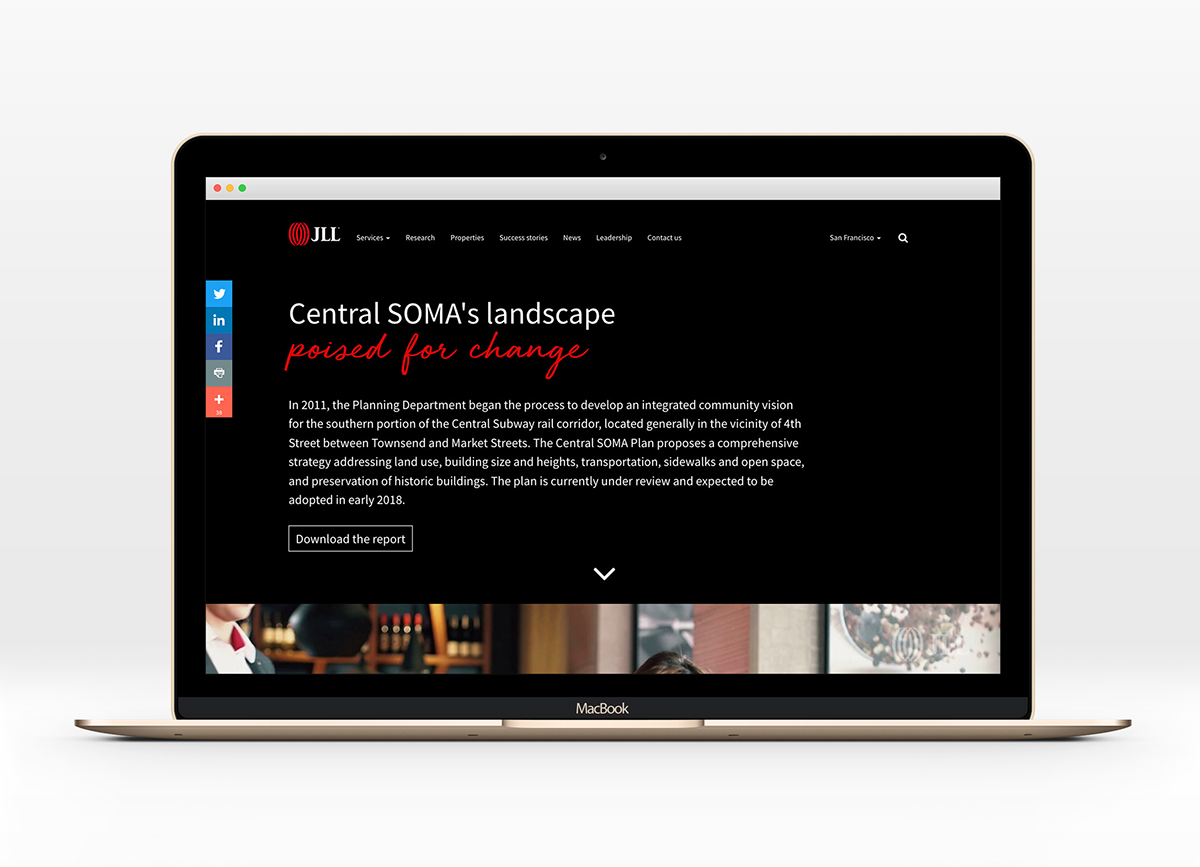 JLL
Services
Research
Properties
Success stories
News
Leadership
Contact us
San Francisco
Central SOMA's landscape
poised for change
In 2011, the Planning Department began the process to develop an integrated community vision
for the southern portion of the Central Subway rail corridor, located generally in the vicinity of 4th
Street between Townsend and Market Streets. The Central SOMA Plan proposes a comprehensive
strategy addressing land use, building size and heights, transportation, sidewalks and open space,
and preservation of historic buildings. The plan is currently under review and expected to be
adopted in early 2018.
Download the report
38
MacBook